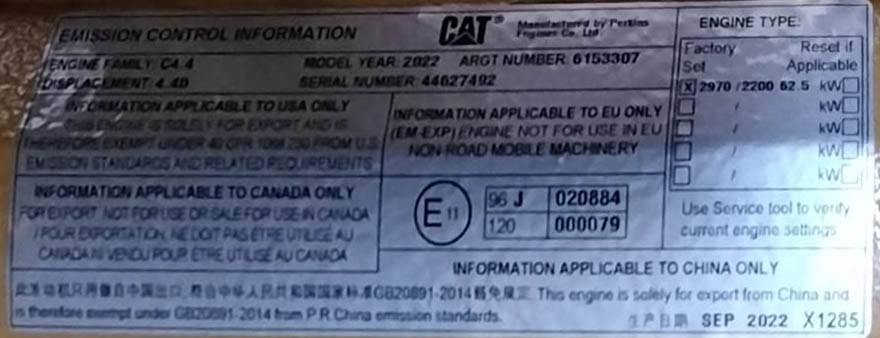 EMISSION CONTROL INFORMATION
CAT®
Manufactured by Perkins
Engines Co. Ltd
ENGINE FAMILY: C4.4
MODEL YEAR: 2022
ARGT NUMBER: 6153307
DISPLACEMENT: 4.40
SERIAL NUMBER: 44627492
INFORMATION APPLICABLE TO USA ONLY
THIS ENGINE IS SOLELY FOR EXPORT AND IS
THEREFORE EXEMPT UNDER 40 CFR 1068.230 FROM U.S.
EMISSION STANDARDS AND RELATED REQUIREMENTS
INFORMATION APPLICABLE TO EU ONLY
(EM-EXP) ENGINE NOT FOR USE IN EU
NON-ROAD MOBILE MACHINERY
INFORMATION APPLICABLE TO CANADA ONLY
FOR EXPORT. NOT FOR USE OR SALE FOR USE IN CANADA
/ POUR EXPORTATION. NE DOIT PAS ÊTRE UTILISÉ AU
CANADA NI VENDU POUR ÊTRE UTILISÉ AU CANADA
E 11
96 J 020884
120 000079
ENGINE TYPE:
Factory Set
Reset if Applicable
X 2970 / 2200 62.5 kW
/ kW
/ kW
/ kW
/ kW
Use Service tool to verify
current engine settings
INFORMATION APPLICABLE TO CHINA ONLY
此发动机只用做自中国出口，符合中华人民共和国国家标准GB20891-2014豁免规定. This engine is solely for export from China and
is therefore exempt under GB20891-2014 from P.R.China emission standards.
生产日期 SEP 2022 X1285